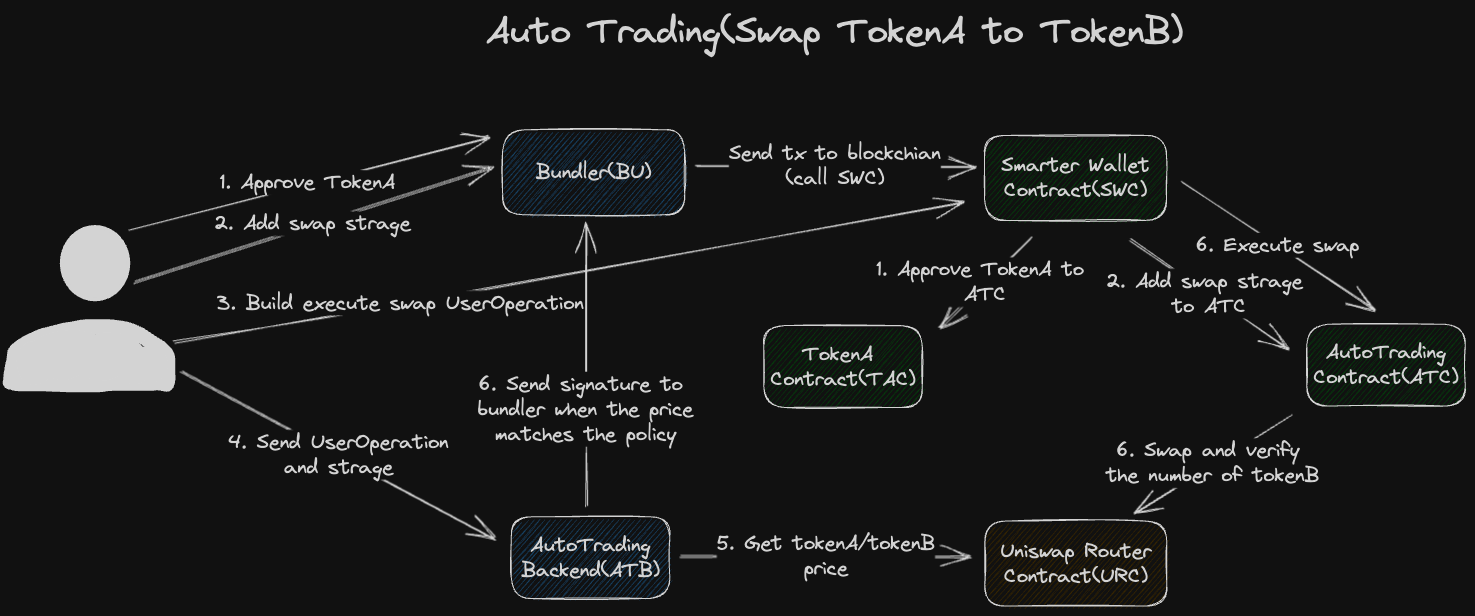 Auto Trading(Swap TokenA to TokenB)
Bundler(BU)
Send tx to blockchian
(call SWC)
Smarter Wallet
Contract(SWC)
1. Approve TokenA
2. Add swap strage
3. Build execute swap UserOperation
6. Execute swap
1. Approve TokenA to
ATC
2. Add swap strage
to ATC
TokenA
Contract(TAC)
AutoTrading
Contract(ATC)
6. Send signature to
bundler when the price
matches the policy
4. Send UserOperation
and strage
6. Swap and verify
the number of tokenB
AutoTrading
Backend(ATB)
5. Get tokenA/tokenB
price
Uniswap Router
Contract(URC)